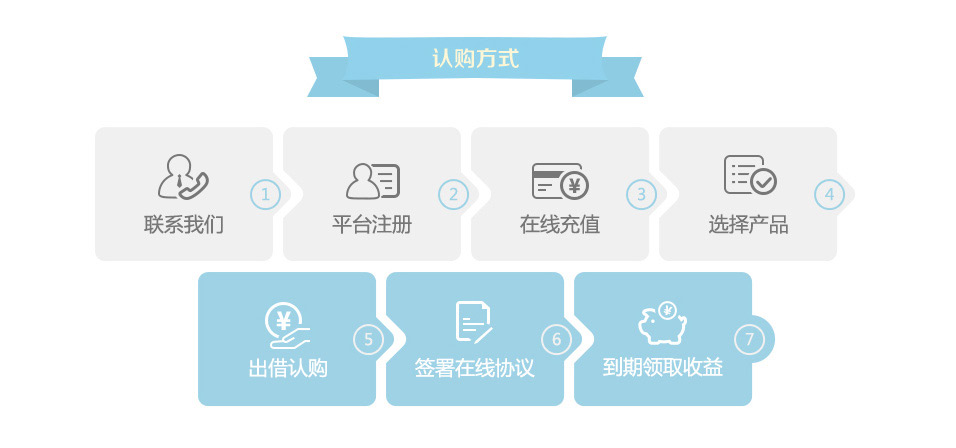 认购方式
1
联系我们
2
平台注册
3
在线充值
4
选择产品
5
出借认购
6
签署在线协议
7
到期领取收益